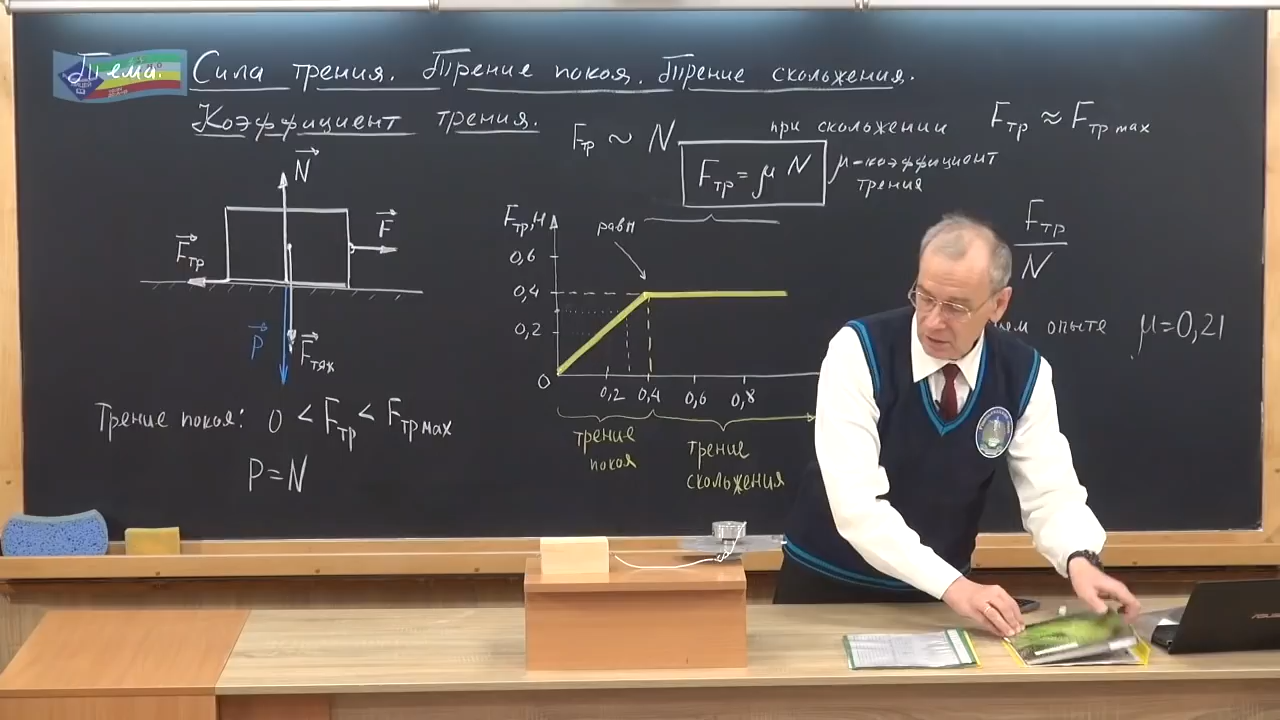 Тема. Сила трения. Трение покоя. Трение скольжения.
Коэффициент трения.
Fтр ~ N
при скольжении Fтр ≈ Fтр max
Fтр = μ N
μ-коэффициент
трения
N
F
Fтр
P
Fтяж
Трение покоя: 0 < Fтр < Fтр max
P = N
Fтр, Н
0,6
0,4
0,2
0
0,2 0,4 0,6 0,8
равн
трение
покоя
трение
скольжения
Fтр
N
опыте μ=0,21
ASUS